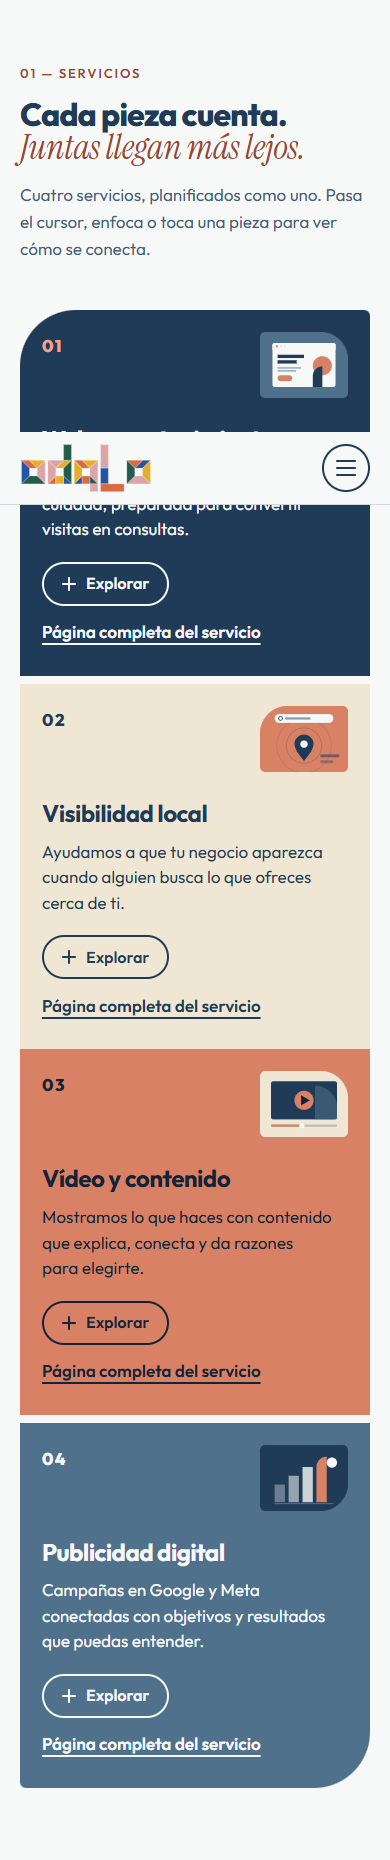 01 — SERVICIOS
Cada pieza cuenta.
Juntas llegan más lejos.
Cuatro servicios, planificados como uno. Pasa
el cursor, enfoca o toca una pieza para ver
cómo se conecta.
01
adala
visitas en consultas.
Explorar
Página completa del servicio
02
Visibilidad local
Ayudamos a que tu negocio aparezca
cuando alguien busca lo que ofreces
cerca de ti.
Explorar
Página completa del servicio
03
Vídeo y contenido
Mostramos lo que haces con contenido
que explica, conecta y da razones
para elegirte.
Explorar
Página completa del servicio
04
Publicidad digital
Campañas en Google y Meta
conectadas con objetivos y resultados
que puedas entender.
Explorar
Página completa del servicio